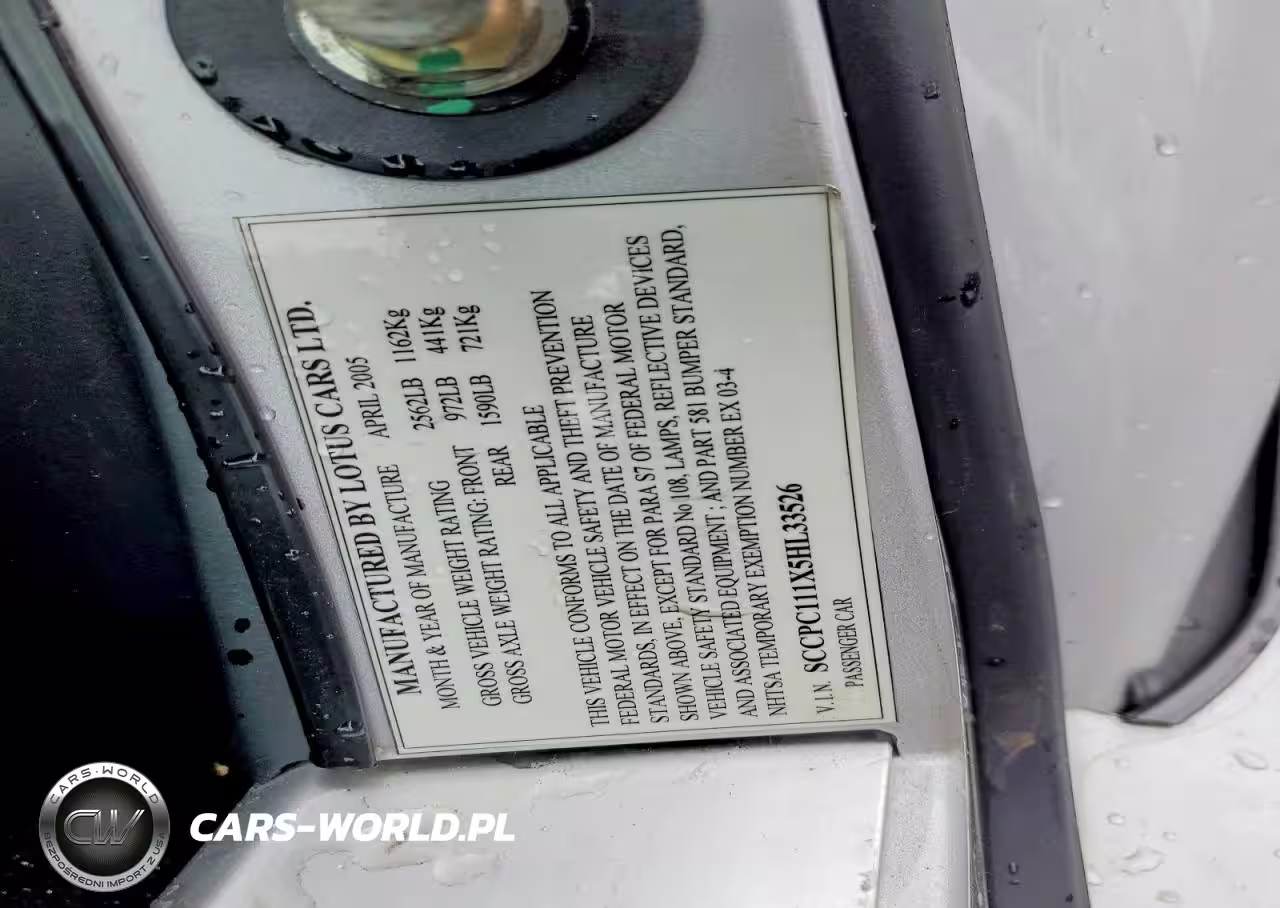 MANUFACTURED BY LOTUS CARS LTD.
MONTH & YEAR OF MANUFACTURE APRIL 2005
GROSS VEHICLE WEIGHT RATING 2562LB 1162Kg
GROSS AXLE WEIGHT RATING: FRONT 972LB 441Kg
REAR 1590LB 721Kg
THIS VEHICLE CONFORMS TO ALL APPLICABLE
FEDERAL MOTOR VEHICLE SAFETY AND THEFT PREVENTION
STANDARDS, IN EFFECT ON THE DATE OF MANUFACTURE
SHOWN ABOVE, EXCEPT FOR PARA S7 OF FEDERAL MOTOR
VEHICLE SAFETY STANDARD No 108, LAMPS, REFLECTIVE DEVICES
AND ASSOCIATED EQUIPMENT ; AND PART 581 BUMPER STANDARD,
NHTSA TEMPORARY EXEMPTION NUMBER EX 03-4
V.I.N. SCCPC111X5HL33526
PASSENGER CAR
CARS-WORLD
CW
BEZPOŚREDNI IMPORT Z USA
CARS-WORLD.PL